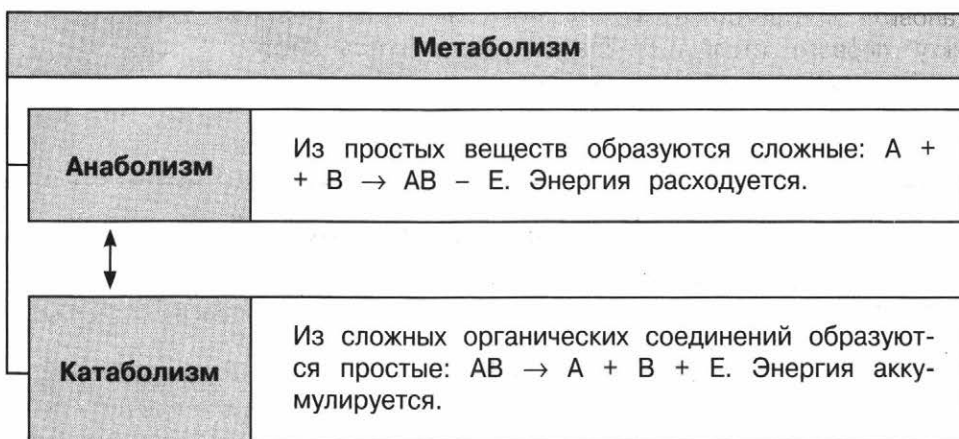 Метаболизм
Анаболизм
Из простых веществ образуются сложные: А +
+ В → АВ – Е. Энергия расходуется.
Катаболизм
Из сложных органических соединений образуют-
ся простые: АВ → А + В + Е. Энергия акку-
мулируется.